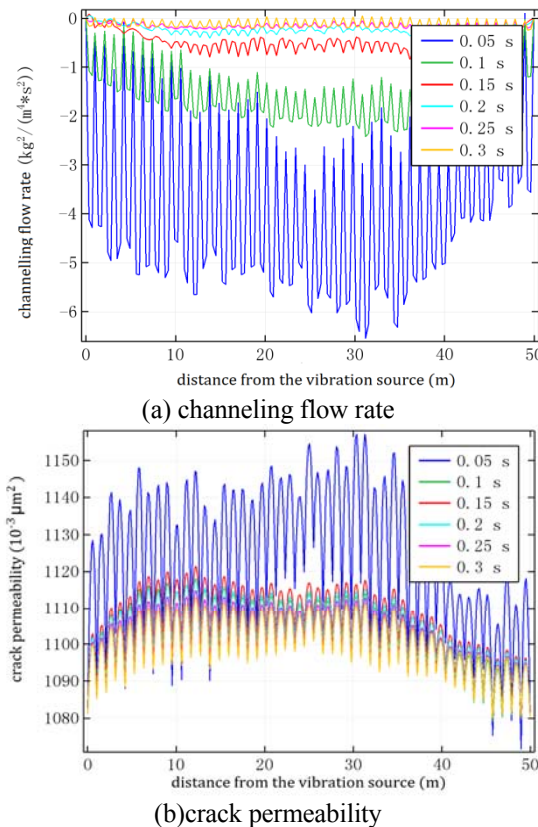 0
−1
−2
−3
−4
−5
−6
channelling flow rate (kg²/(m⁴*s²)
0.05 s
0.1 s
0.15 s
0.2 s
0.25 s
0.3 s
0 10 20 30 40 50
distance from the vibration source (m)
(a) channeling flow rate
1150
1140
1130
1120
1110
1100
1090
1080
crack permeability (10⁻³ μm²)
0.05 s
0.1 s
0.15 s
0.2 s
0.25 s
0.3 s
0 10 20 30 40 50
distance from the vibration source (m)
(b)crack permeability